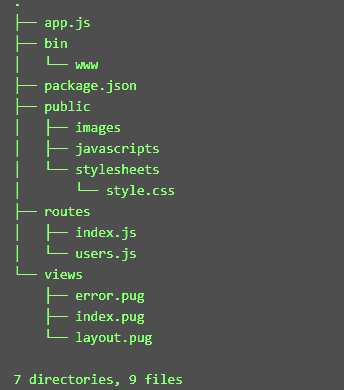 .
├── app.js
├── bin
│   └── www
├── package.json
├── public
│   ├── images
│   ├── javascripts
│   └── stylesheets
│       └── style.css
├── routes
│   ├── index.js
│   └── users.js
└── views
    ├── error.pug
    ├── index.pug
    └── layout.pug

7 directories, 9 files